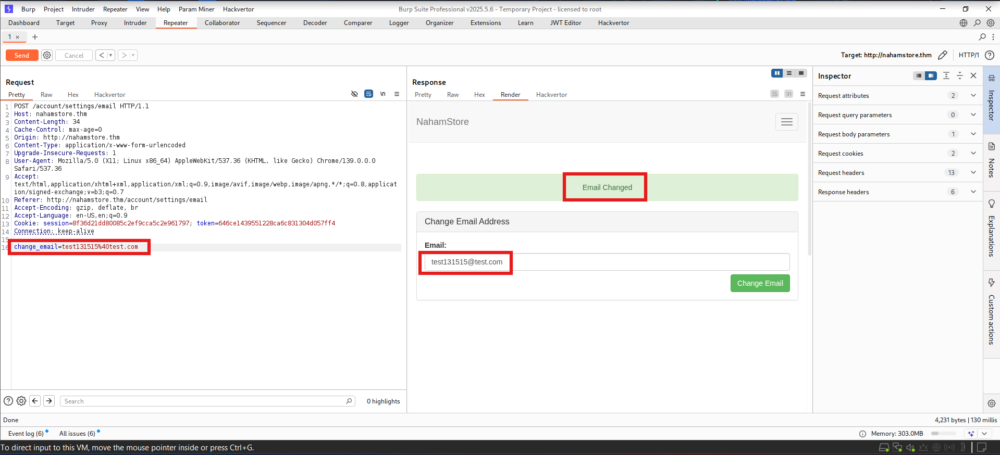 Burp Project Intruder Repeater View Help Param Miner Hackvertor
Burp Suite Professional v2025.5.6 - Temporary Project - licensed to root
Dashboard Target Proxy Intruder Repeater Collaborator Sequencer Decoder Comparer Logger Organizer Extensions Learn JWT Editor Hackvertor
1 × +
Send Cancel < ▾ > ▾
Target: http://nahamstore.thm HTTP/1 ?
Request
Pretty Raw Hex Hackvertor \n
1 POST /account/settings/email HTTP/1.1
2 Host: nahamstore.thm
3 Content-Length: 34
4 Cache-Control: max-age=0
5 Origin: http://nahamstore.thm
6 Content-Type: application/x-www-form-urlencoded
7 Upgrade-Insecure-Requests: 1
8 User-Agent: Mozilla/5.0 (X11; Linux x86_64) AppleWebKit/537.36 (KHTML, like Gecko) Chrome/139.0.0.0
Safari/537.36
9 Accept:
text/html,application/xhtml+xml,application/xml;q=0.9,image/avif,image/webp,image/apng,*/*;q=0.8,applicat
ion/signed-exchange;v=b3;q=0.7
10 Referer: http://nahamstore.thm/account/settings/email
11 Accept-Encoding: gzip, deflate, br
12 Accept-Language: en-US,en;q=0.9
13 Cookie: session=8f36d21dd80085c2ef9cca5c2e961797; token=646ce1439551228ca6c831304d057ff4
14 Connection: keep-alive
15
16 change_email=test131515%40test.com
? Search 0 highlights
Response
Pretty Raw Hex Render Hackvertor \n
NahamStore
Email Changed
Change Email Address
Email:
test131515@test.com
Change Email
Inspector
Request attributes 2
Request query parameters 0
Request body parameters 1
Request cookies 2
Request headers 13
Response headers 6
Inspector
Notes
Explanations
Custom actions
Done
4,231 bytes | 130 millis
Event log (6) All issues (6)
Memory: 303.0MB
To direct input to this VM, move the mouse pointer inside or press Ctrl+G.